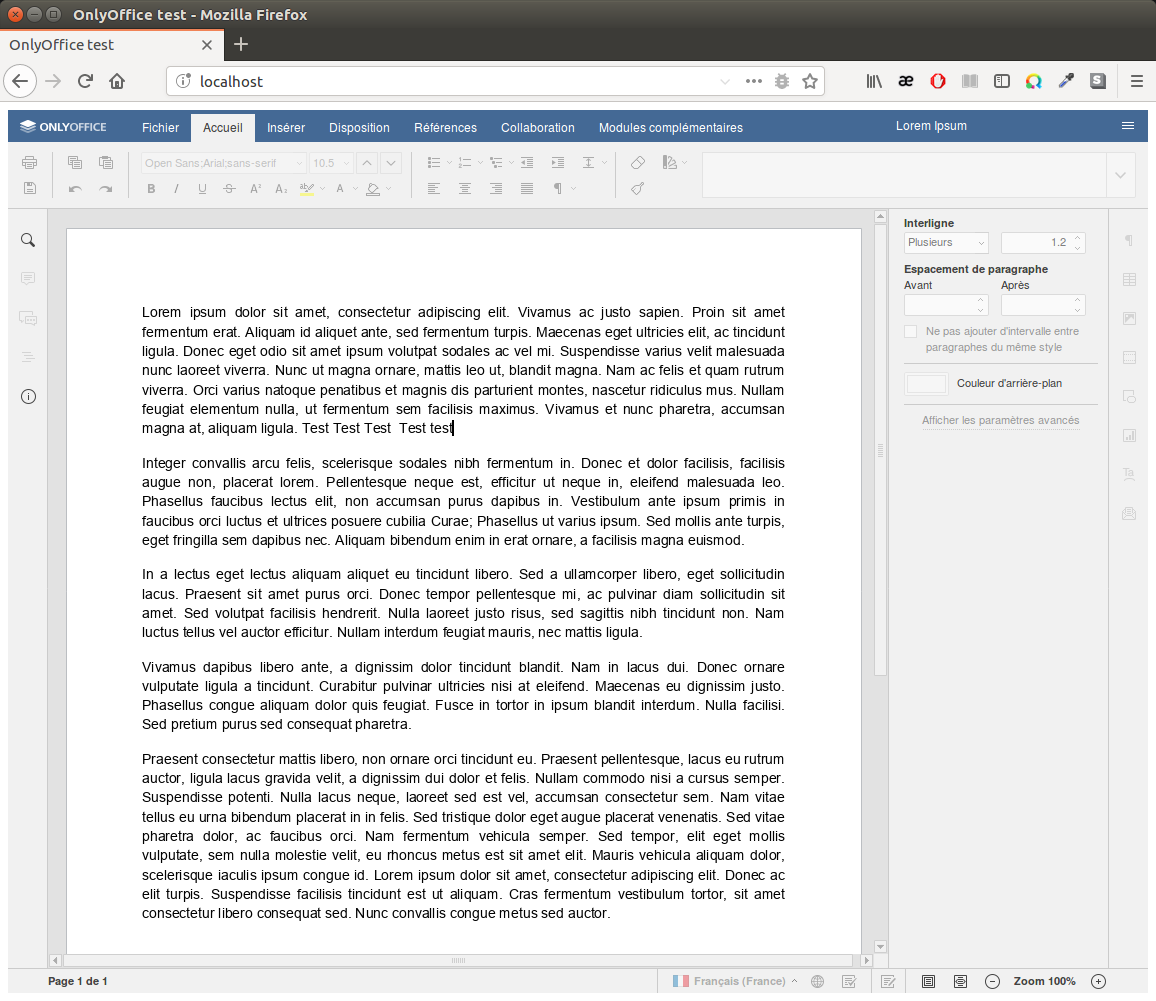 OnlyOffice test - Mozilla Firefox
OnlyOffice test
localhost
ONLYOFFICE Fichier Accueil Insérer Disposition Références Collaboration Modules complémentaires Lorem Ipsum
Open Sans;Arial;sans-serif 10.5
Interligne
Plusieurs 1.2
Espacement de paragraphe
Avant Après
Ne pas ajouter d'intervalle entre
paragraphes du même style
Couleur d'arrière-plan
Afficher les paramètres avancés
Lorem ipsum dolor sit amet, consectetur adipiscing elit. Vivamus ac justo sapien. Proin sit amet
fermentum erat. Aliquam id aliquet ante, sed fermentum turpis. Maecenas eget ultricies elit, ac tincidunt
ligula. Donec eget odio sit amet ipsum volutpat sodales ac vel mi. Suspendisse varius velit malesuada
nunc laoreet viverra. Nunc ut magna ornare, mattis leo ut, blandit magna. Nam ac felis et quam rutrum
viverra. Orci varius natoque penatibus et magnis dis parturient montes, nascetur ridiculus mus. Nullam
feugiat elementum nulla, ut fermentum sem facilisis maximus. Vivamus et nunc pharetra, accumsan
magna at, aliquam ligula. Test Test Test  Test test
Integer convallis arcu felis, scelerisque sodales nibh fermentum in. Donec et dolor facilisis, facilisis
augue non, placerat lorem. Pellentesque neque est, efficitur ut neque in, eleifend malesuada leo.
Phasellus faucibus lectus elit, non accumsan purus dapibus in. Vestibulum ante ipsum primis in
faucibus orci luctus et ultrices posuere cubilia Curae; Phasellus ut varius ipsum. Sed mollis ante turpis,
eget fringilla sem dapibus nec. Aliquam bibendum enim in erat ornare, a facilisis magna euismod.
In a lectus eget lectus aliquam aliquet eu tincidunt libero. Sed a ullamcorper libero, eget sollicitudin
lacus. Praesent sit amet purus orci. Donec tempor pellentesque mi, ac pulvinar diam sollicitudin sit
amet. Sed volutpat facilisis hendrerit. Nulla laoreet justo risus, sed sagittis nibh tincidunt non. Nam
luctus tellus vel auctor efficitur. Nullam interdum feugiat mauris, nec mattis ligula.
Vivamus dapibus libero ante, a dignissim dolor tincidunt blandit. Nam in lacus dui. Donec ornare
vulputate ligula a tincidunt. Curabitur pulvinar ultricies nisi at eleifend. Maecenas eu dignissim justo.
Phasellus congue aliquam dolor quis feugiat. Fusce in tortor in ipsum blandit interdum. Nulla facilisi.
Sed pretium purus sed consequat pharetra.
Praesent consectetur mattis libero, non ornare orci tincidunt eu. Praesent pellentesque, lacus eu rutrum
auctor, ligula lacus gravida velit, a dignissim dui dolor et felis. Nullam commodo nisi a cursus semper.
Suspendisse potenti. Nulla lacus neque, laoreet sed est vel, accumsan consectetur sem. Nam vitae
tellus eu urna bibendum placerat in in felis. Sed tristique dolor eget augue placerat venenatis. Sed vitae
pharetra dolor, ac faucibus orci. Nam fermentum vehicula semper. Sed tempor, elit eget mollis
vulputate, sem nulla molestie velit, eu rhoncus metus est sit amet elit. Mauris vehicula aliquam dolor,
scelerisque iaculis ipsum congue id. Lorem ipsum dolor sit amet, consectetur adipiscing elit. Donec ac
elit turpis. Suspendisse facilisis tincidunt est ut aliquam. Cras fermentum vestibulum tortor, sit amet
consectetur libero consequat sed. Nunc convallis congue metus sed auctor.
Page 1 de 1 Français (France) Zoom 100%